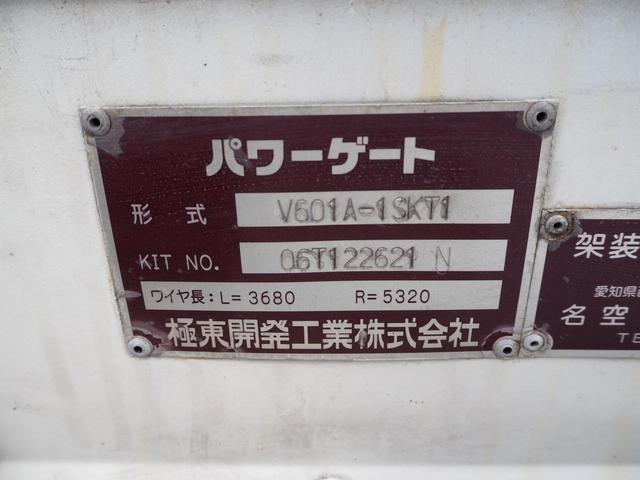 パワーゲート
形式 V601A-1SKT1
KIT NO. 06T122621 N
ワイヤ長:L=3680 R=5320
極東開発工業株式会社
架装
愛知県
名空
TE